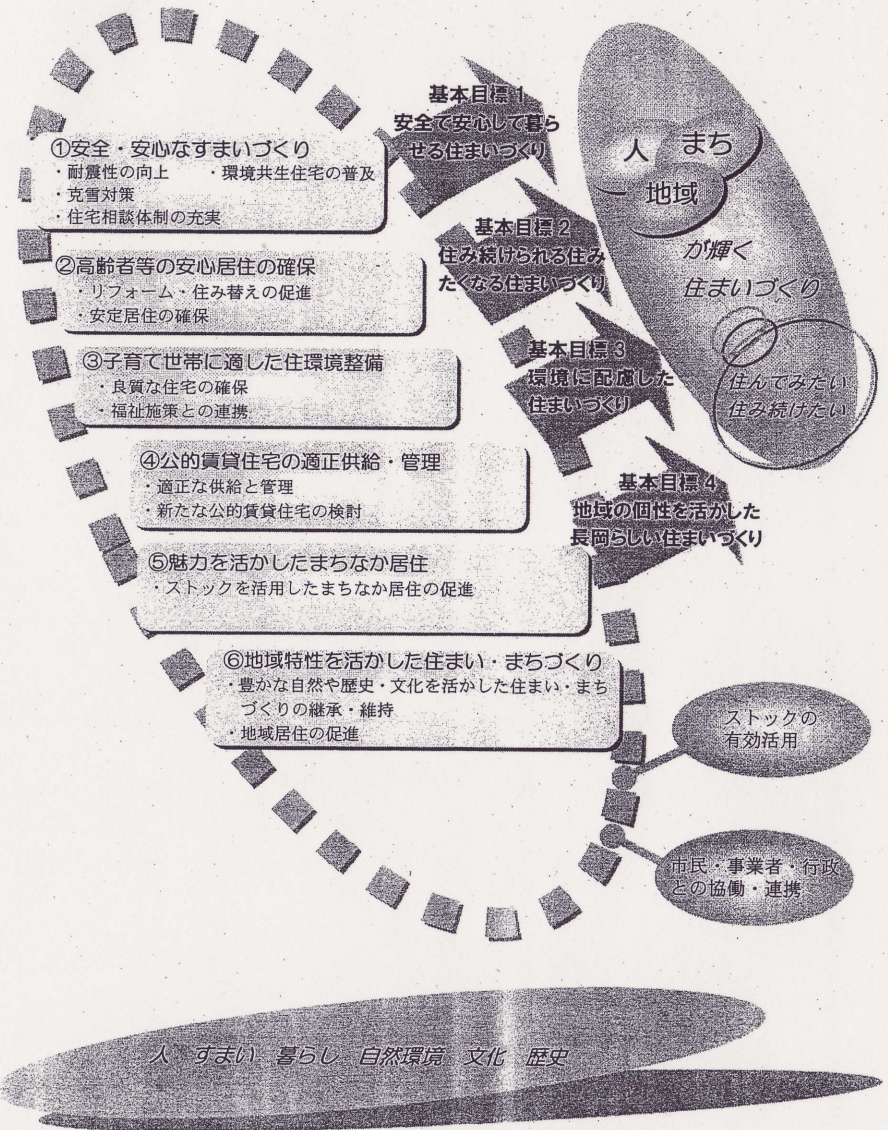 ①安全・安心なすまいづくり
・耐震性の向上　・環境共生住宅の普及
・克雪対策
・住宅相談体制の充実
②高齢者等の安心居住の確保
・リフォーム・住み替えの促進
・安定居住の確保
③子育て世帯に適した住環境整備
・良質な住宅の確保
・福祉施策との連携
④公的賃貸住宅の適正供給・管理
・適正な供給と管理
・新たな公的賃貸住宅の検討
⑤魅力を活かしたまちなか居住
・ストックを活用したまちなか居住の促進
⑥地域特性を活かした住まい・まちづくり
・豊かな自然や歴史・文化を活かした住まい・まち
づくりの継承・維持
・地域居住の促進
基本目標 1
安全で安心して暮ら
せる住まいづくり
基本目標 2
住み続けられる住み
たくなる住まいづくり
基本目標 3
環境に配慮した
住まいづくり
基本目標 4
地域の個性を活かした
長岡らしい住まいづくり
人　まち
地域
が輝く
住まいづくり
住んでみたい
住み続けたい
ストックの
有効活用
市民・事業者・行政
との協働・連携
人　すまい　暮らし　自然環境　文化　歴史